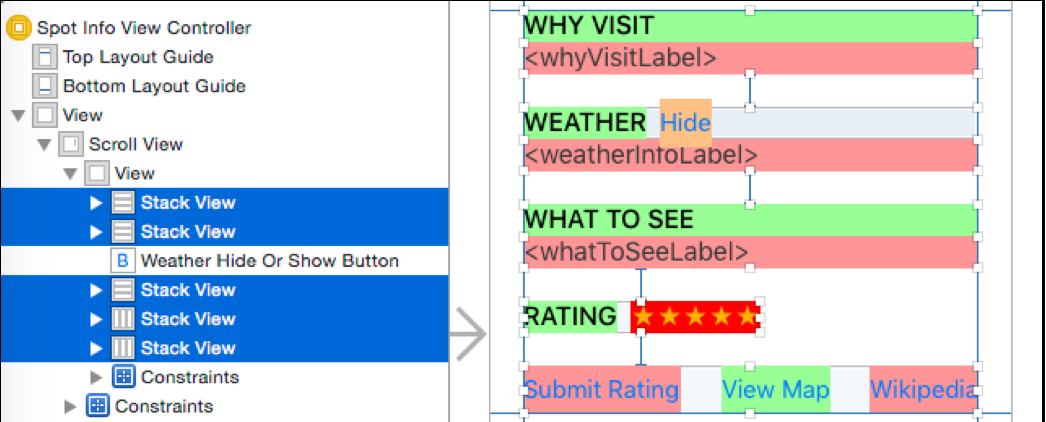 Spot Info View Controller
Top Layout Guide
Bottom Layout Guide
View
Scroll View
View
Stack View
Stack View
B Weather Hide Or Show Button
Stack View
Stack View
Stack View
Constraints
Constraints
WHY VISIT
<whyVisitLabel>
WEATHER Hide
<weatherInfoLabel>
WHAT TO SEE
<whatToSeeLabel>
RATING ★★★★★
Submit Rating View Map Wikipedia